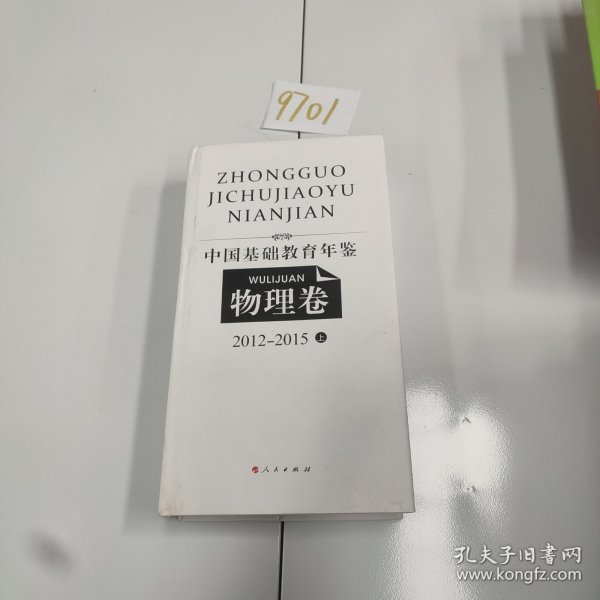 9701
ZHONGGUO
JICHUJIAOYU
NIANJIAN
中国基础教育年鉴
WULIJUAN
物理卷
2012-2015 上
人民出版社
孔夫子旧书网
www.kongfz.com